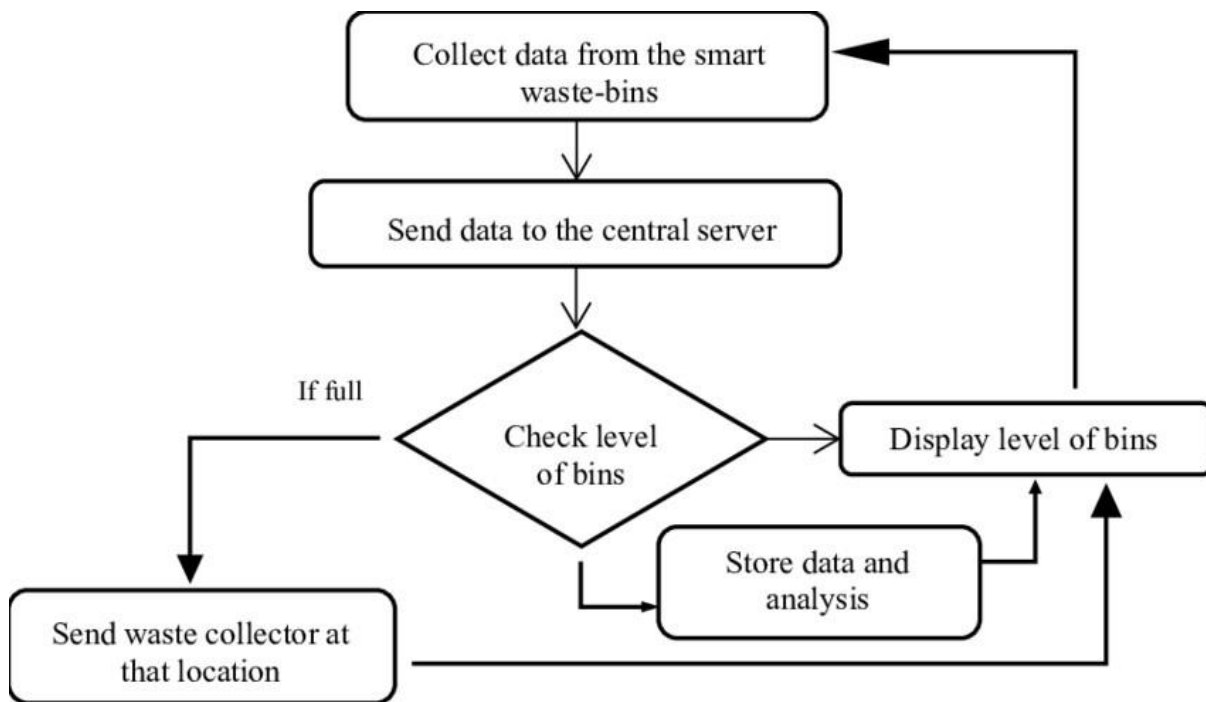 Collect data from the smart
waste-bins
Send data to the central server
If full
Check level
of bins
Display level of bins
Store data and
analysis
Send waste collector at
that location